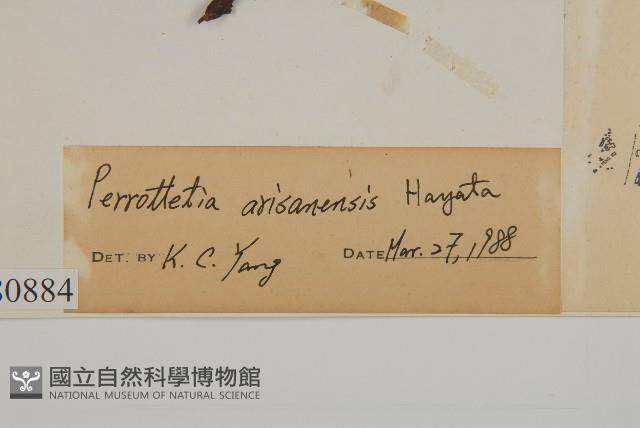 Perrottetia arisanensis Hayata
DET. BY K. C. Yang DATE Mar. 27, 1988
80884
國立自然科學博物館
NATIONAL MUSEUM OF NATURAL SCIENCE